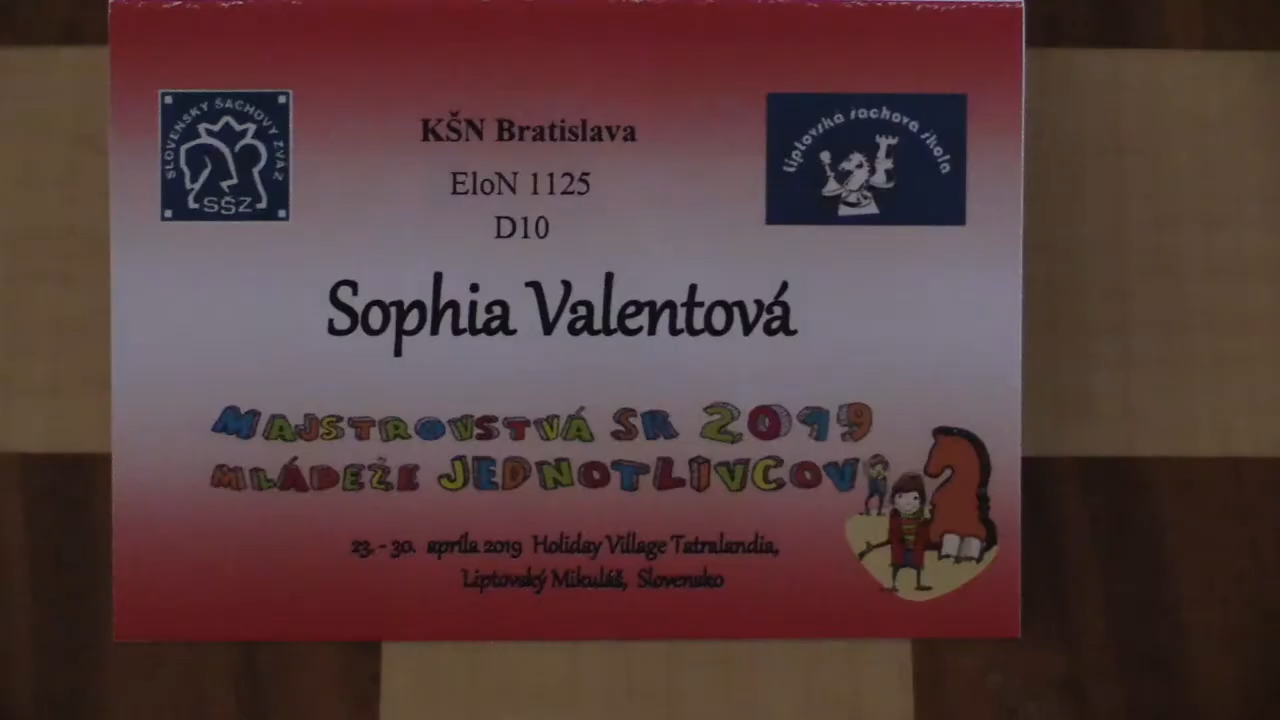 SLOVENSKÝ ŠACHOVÝ ZVÄZ
SŠZ
KŠN Bratislava
EloN 1125
D10
Liptovská šachová škola
Sophia Valentová
MAJSTROVSTVÁ SR 2019
MLÁDEŽE JEDNOTLIVCOV
23. - 30. apríla 2019 Holiday Village Tatralandia,
Liptovský Mikuláš, Slovensko